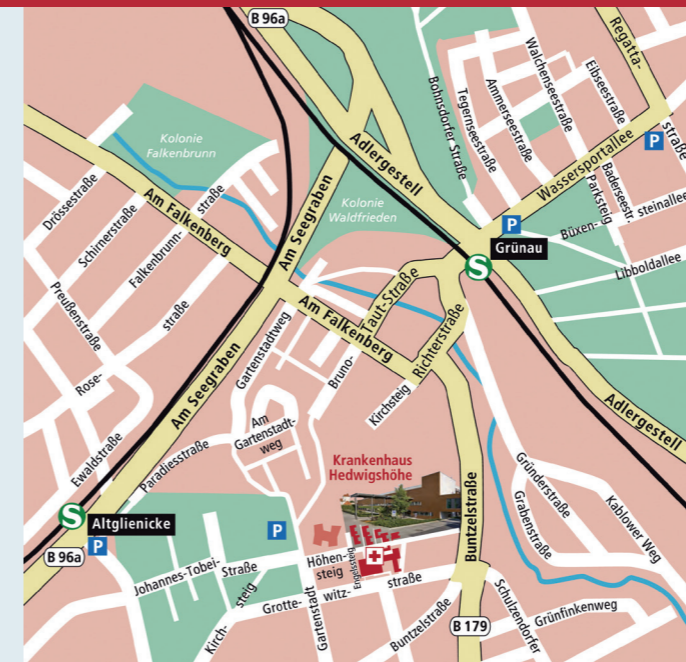 B 96a
Regatta-
straße
Walchenseestraße
Eibseestraße
Ammerseestraße
Tegernseestraße
Bohnsdorfer Straße
Kolonie
Falkenbrunn
Adlergestell
Wassersportallee
P
Baderseestr.
Parksteig
Kolonie
Waldfrieden
Drössestraße
Am Falkenberg
Schirnerstraße
Falkenbrunn-
straße
Am Seegraben
P
Büxen-
steinallee
Grünau
S
Libboldallee
Preußenstraße
Rose-
straße
Am Falkenberg
Bruno-
Taut-Straße
Richterstraße
Gartenstadtweg
Am Seegraben
Kirchsteig
Adlergestell
Am
Gartenstadt-
weg
Ewaldstraße
Paradiesstraße
Krankenhaus
Hedwigshöhe
Buntzelstraße
Gründerstraße
Grabenstraße
Kablower Weg
S
Altglienicke
P
P
B 96a
Johannes-Tobei-
Straße
Höhen-
steig
Engelssteig
Kirch-
steig
Grotte-
witz-
straße
Gartenstadt
Buntzelstraße
B 179
Schulzendorfer
Grünfinkenweg